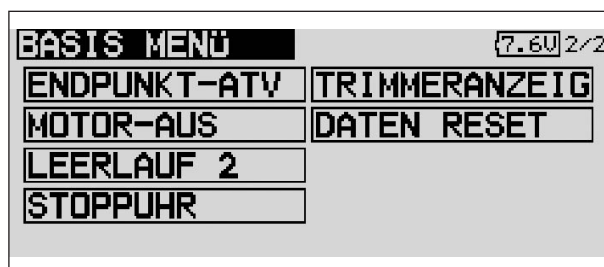 BASIS MENÜ 7.6V 2/2
ENDPUNKT-ATV TRIMMERANZEIG
MOTOR-AUS DATEN RESET
LEERLAUF 2
STOPPUHR